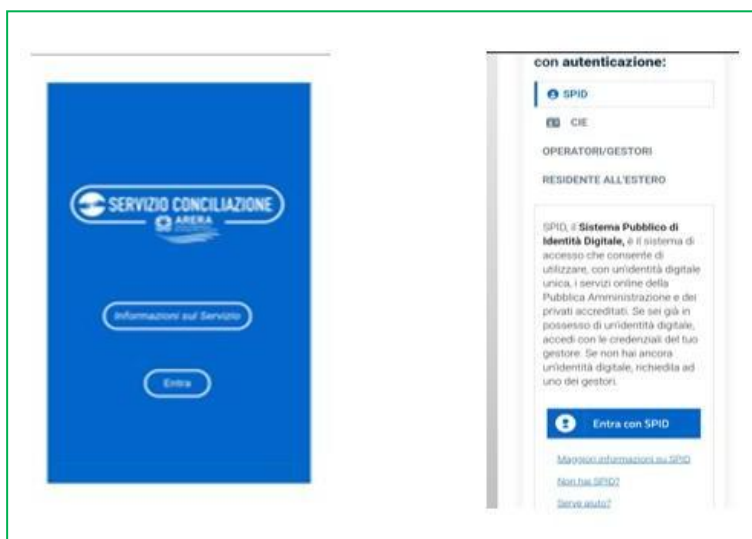 SERVIZIO CONCILIAZIONE
ARERA
Informazioni sul Servizio
Entra
con autenticazione:
SPID
CIE
OPERATORI/GESTORI
RESIDENTE ALL'ESTERO
SPID, il Sistema Pubblico di
Identità Digitale, è il sistema di
accesso che consente di
utilizzare, con un'identità digitale
unica, i servizi online della
Pubblica Amministrazione e dei
privati accreditati. Se sei già in
possesso di un'identità digitale,
accedi con le credenziali del tuo
gestore. Se non hai ancora
un'identità digitale, richiedila ad
uno dei gestori.
Entra con SPID
Maggiori informazioni su SPID
Non hai SPID?
Serve aiuto?